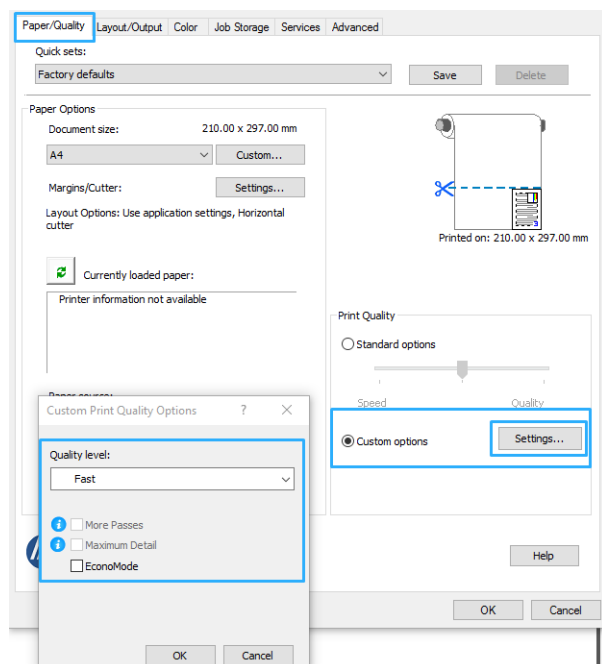 Paper/Quality Layout/Output Color Job Storage Services Advanced
Quick sets:
Factory defaults Save Delete
Paper Options
Document size: 210.00 x 297.00 mm
A4 Custom...
Margins/Cutter: Settings...
Layout Options: Use application settings, Horizontal
cutter
Printed on: 210.00 x 297.00 mm
Currently loaded paper:
Printer information not available
Print Quality
Standard options
Speed Quality
Custom options Settings...
Custom Print Quality Options ? ×
Quality level:
Fast
More Passes
Maximum Detail
EconoMode
Help
OK Cancel
OK Cancel